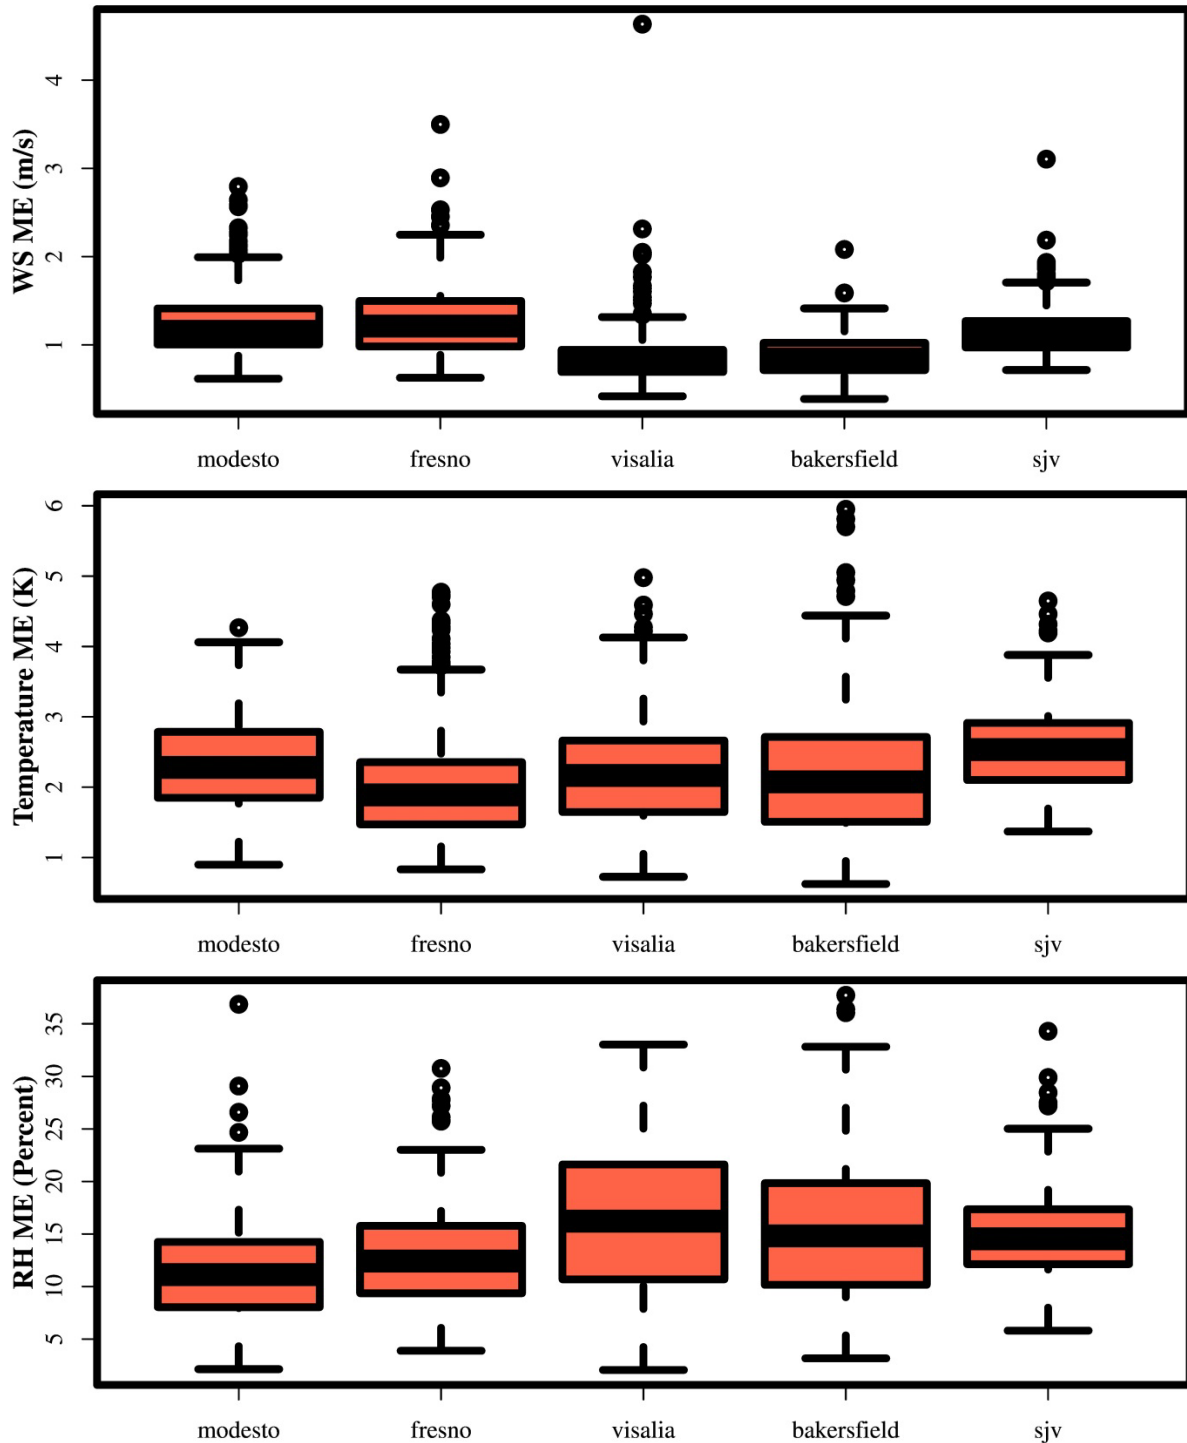 WS ME (m/s)
4
3
2
1
modesto fresno visalia bakersfield sjv
Temperature ME (K)
6
5
4
3
2
1
modesto fresno visalia bakersfield sjv
RH ME (Percent)
35
30
25
20
15
10
5
modesto fresno visalia bakersfield sjv